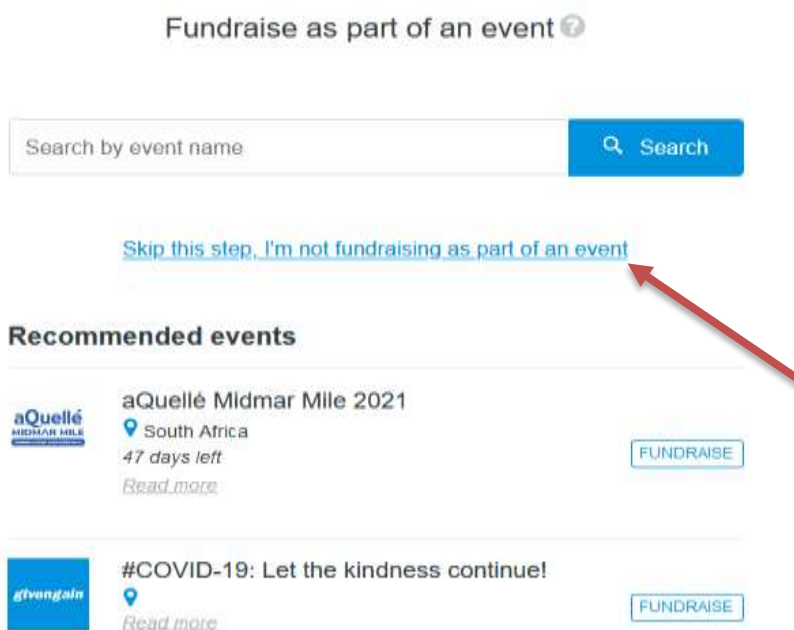 Fundraise as part of an event ?
Search by event name
Search
Skip this step, I'm not fundraising as part of an event
Recommended events
aQuellé
MIDMAR MILE
aQuellé Midmar Mile 2021
South Africa
47 days left
Read more
FUNDRAISE
givengain
#COVID-19: Let the kindness continue!
Read more
FUNDRAISE